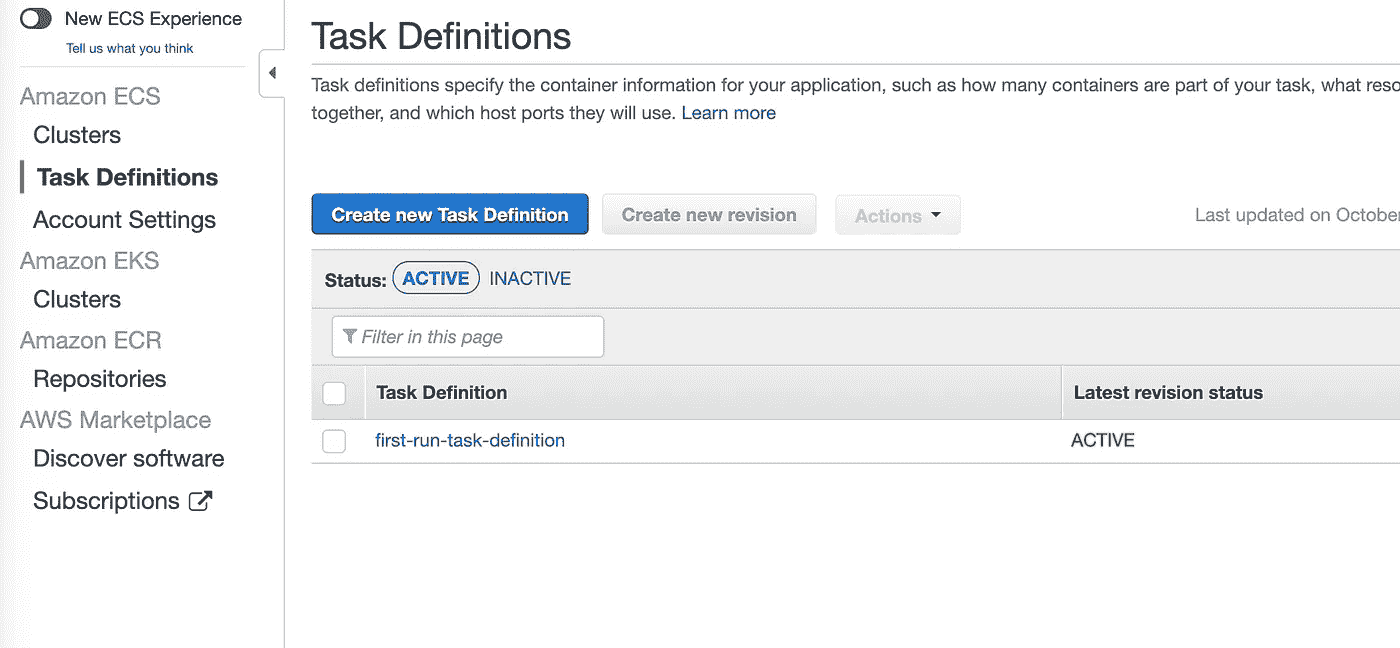 New ECS Experience
Tell us what you think
Amazon ECS
Clusters
Task Definitions
Account Settings
Amazon EKS
Clusters
Amazon ECR
Repositories
AWS Marketplace
Discover software
Subscriptions
Task Definitions
Task definitions specify the container information for your application, such as how many containers are part of your task, what
together, and which host ports they will use. Learn more
Create new Task Definition Create new revision Actions Last updated on October
Status: ACTIVE INACTIVE
Filter in this page
Task Definition Latest revision status
first-run-task-definition ACTIVE